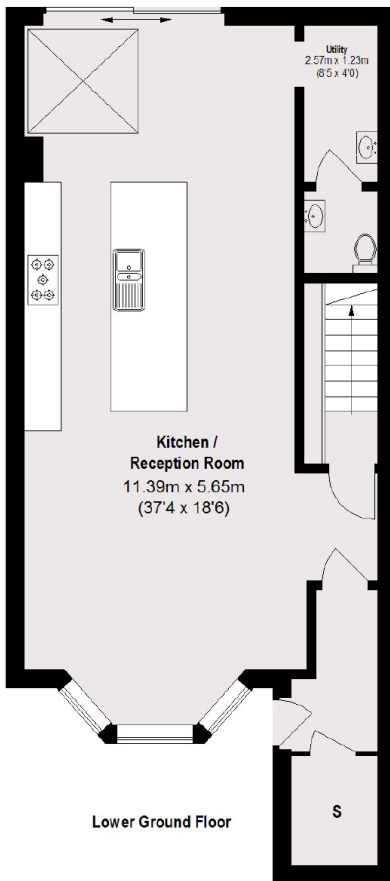 Utility
2.57m x 1.23m
(8'5 x 4'0)
Kitchen /
Reception Room
11.39m x 5.65m
(37'4 x 18'6)
S
Lower Ground Floor